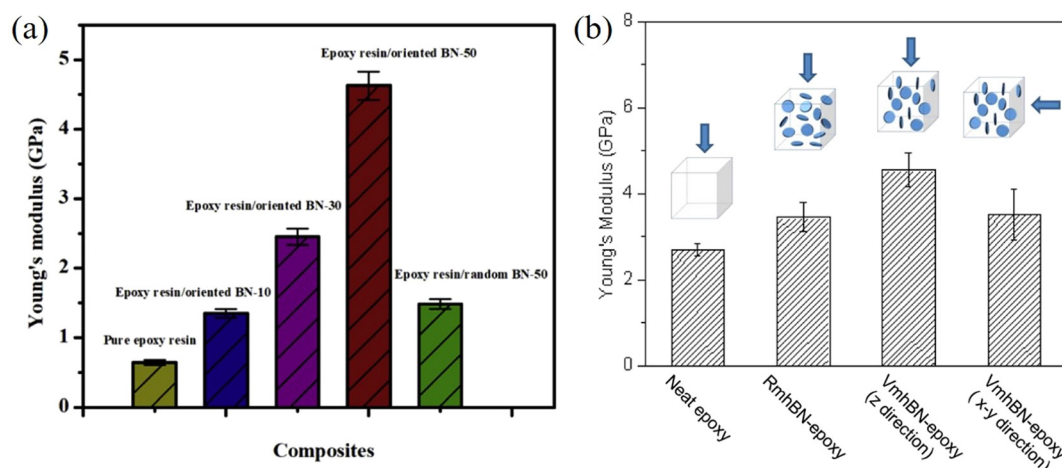 (a)
Young's modulus (GPa)
5
4
3
2
1
0
Pure epoxy resin
Epoxy resin/oriented BN-10
Epoxy resin/oriented BN-30
Epoxy resin/oriented BN-50
Epoxy resin/random BN-50
Composites
(b)
Young's Modulus (GPa)
8
6
4
2
0
Neat epoxy
RmhBN-epoxy
VmhBN-epoxy
(z direction)
VmhBN-epoxy
(x-y direction)